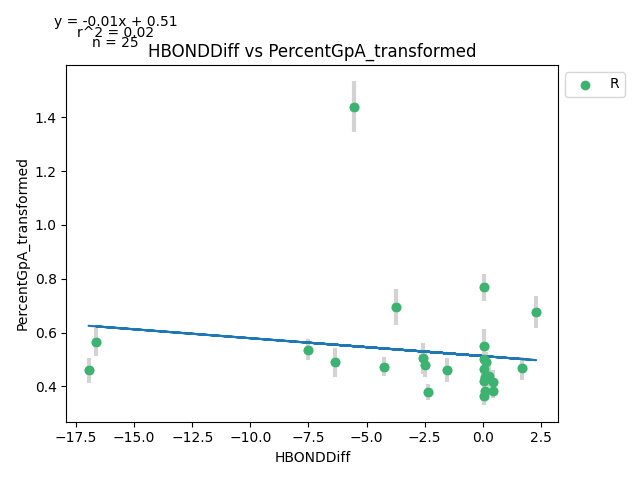 y = -0.01x + 0.51
r^2 = 0.02
n = 25
HBONDDiff vs PercentGpA_transformed
R
PercentGpA_transformed
1.4
1.2
1.0
0.8
0.6
0.4
−17.5 −15.0 −12.5 −10.0 −7.5 −5.0 −2.5 0.0 2.5
HBONDDiff